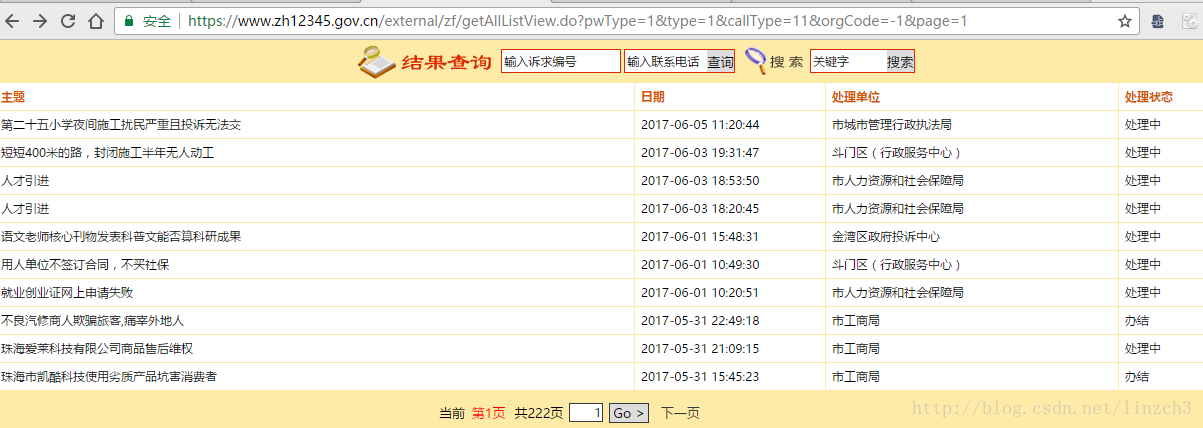 安全 https://www.zh12345.gov.cn/external/zf/getAllListView.do?pwType=1&type=1&callType=11&orgCode=-1&page=1
结果查询 输入诉求编号 输入联系电话 查询 搜 索 关键字 搜索
主题 日期 处理单位 处理状态
第二十五小学夜间施工扰民严重且投诉无法交 2017-06-05 11:20:44 市城市管理行政执法局 处理中
短短400米的路，封闭施工半年无人动工 2017-06-03 19:31:47 斗门区（行政服务中心） 处理中
人才引进 2017-06-03 18:53:50 市人力资源和社会保障局 处理中
人才引进 2017-06-03 18:20:45 市人力资源和社会保障局 处理中
语文老师核心刊物发表科普文能否算科研成果 2017-06-01 15:48:31 金湾区政府投诉中心 处理中
用人单位不签订合同，不买社保 2017-06-01 10:49:30 斗门区（行政服务中心） 处理中
就业创业证网上申请失败 2017-06-01 10:20:51 市人力资源和社会保障局 处理中
不良汽修商人欺骗旅客,痛宰外地人 2017-05-31 22:49:18 市工商局 办结
珠海爱莱科技有限公司商品售后维权 2017-05-31 21:09:15 市工商局 处理中
珠海市凯酷科技使用劣质产品坑害消费者 2017-05-31 15:45:23 市工商局 办结
当前 第1页 共222页 1 Go > 下一页
http://blog.csdn.net/linzch3